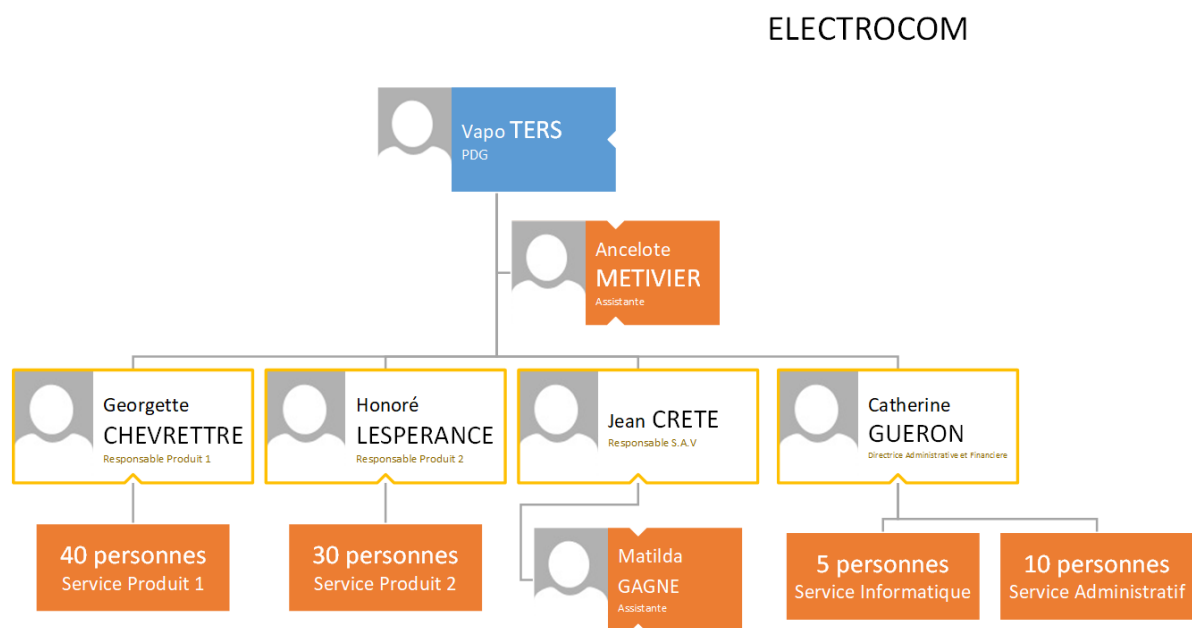 ELECTROCOM
Vapo TERS
PDG
Ancelote
METIVIER
Assistante
Georgette
CHEVRETTRE
Responsable Produit 1
Honoré
LESPERANCE
Responsable Produit 2
Jean CRETE
Responsable S.A.V
Catherine
GUERON
Directrice Administrative et Financiere
40 personnes
Service Produit 1
30 personnes
Service Produit 2
Matilda
GAGNE
Assistante
5 personnes
Service Informatique
10 personnes
Service Administratif